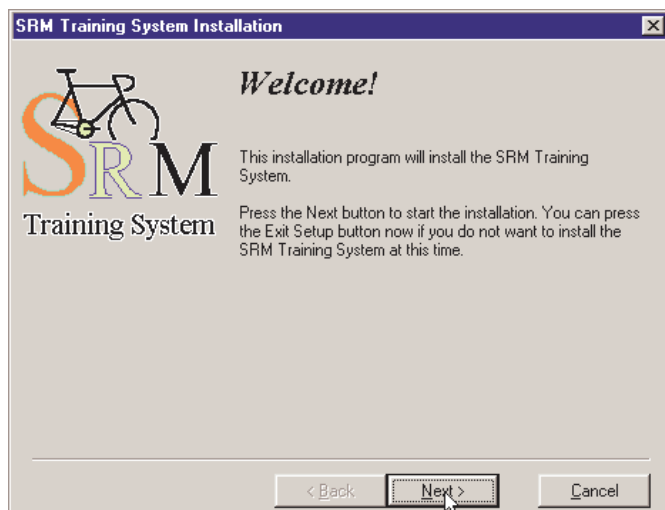 SRM Training System Installation
SRM
Training System
Welcome!
This installation program will install the SRM Training
System.
Press the Next button to start the installation. You can press
the Exit Setup button now if you do not want to install the
SRM Training System at this time.
< Back
Next >
Cancel